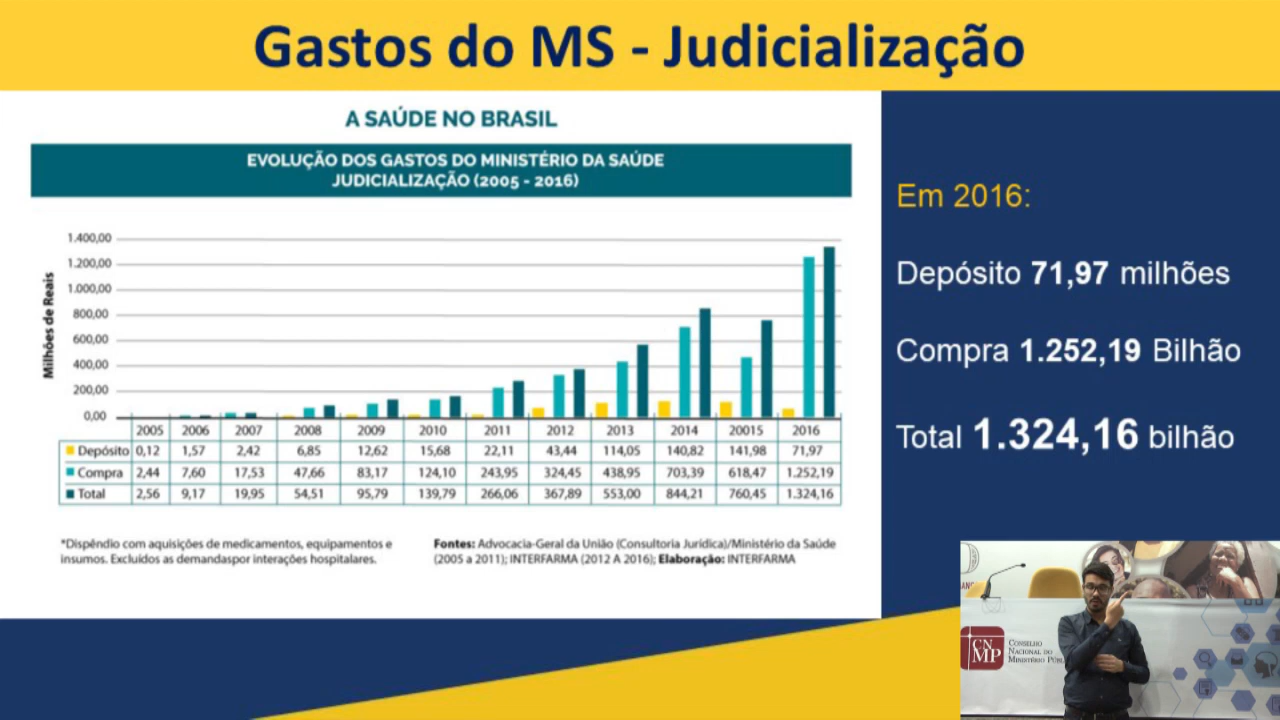 Gastos do MS - Judicialização
A SAÚDE NO BRASIL
EVOLUÇÃO DOS GASTOS DO MINISTÉRIO DA SAÚDE
JUDICIALIZAÇÃO (2005 - 2016)
Milhões de Reais
1.400,00
1.200,00
1.000,00
800,00
600,00
400,00
200,00
0,00
2005 2006 2007 2008 2009 2010 2011 2012 2013 2014 20015 2016
Depósito 0,12 1,57 2,42 6,85 12,62 15,68 22,11 43,44 114,05 140,82 141,98 71,97
Compra 2,44 7,60 17,53 47,66 83,17 124,10 243,95 324,45 438,95 703,39 618,47 1.252,19
Total 2,56 9,17 19,95 54,51 95,79 139,79 266,06 367,89 553,00 844,21 760,45 1.324,16
*Dispêndio com aquisições de medicamentos, equipamentos e
insumos. Excluídos as demandaspor interações hospitalares.
Fontes: Advocacia-Geral da União (Consultoria Jurídica)/Ministério da Saúde
(2005 a 2011); INTERFARMA (2012 A 2016); Elaboração: INTERFARMA
Em 2016:
Depósito 71,97 milhões
Compra 1.252,19 Bilhão
Total 1.324,16 bilhão
CN
MP
CONSELHO
NACIONAL DO
MINISTÉRIO